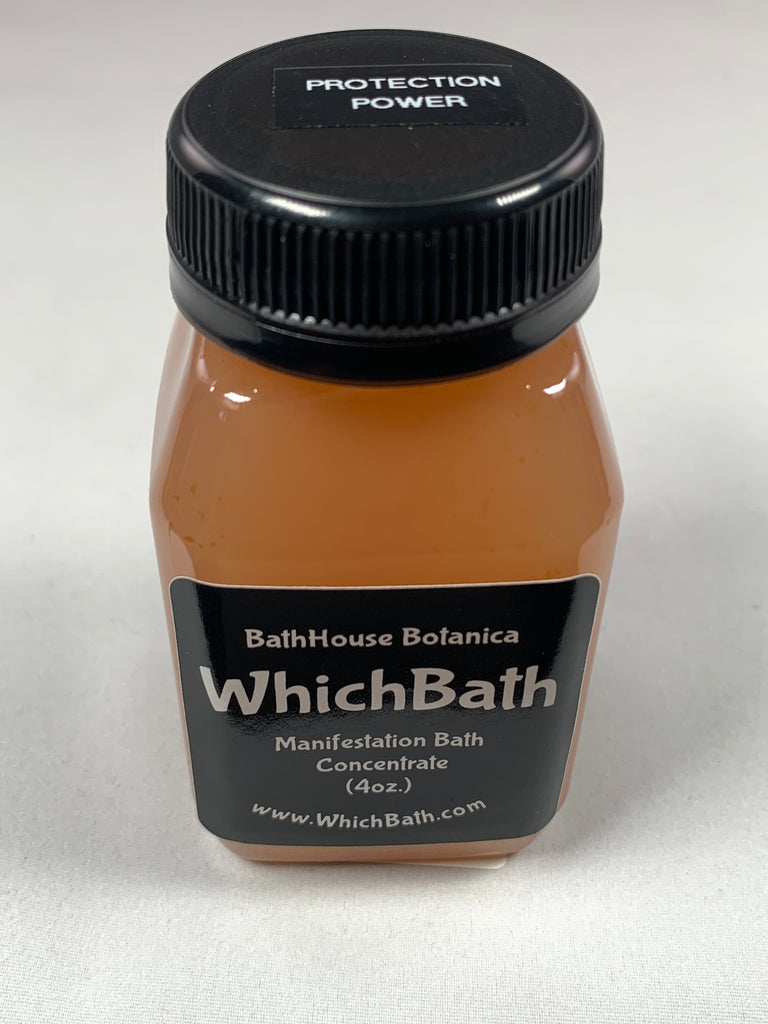 PROTECTION
POWER
BathHouse Botanica
WhichBath
Manifestation Bath
Concentrate
(4oz.)
www.WhichBath.com